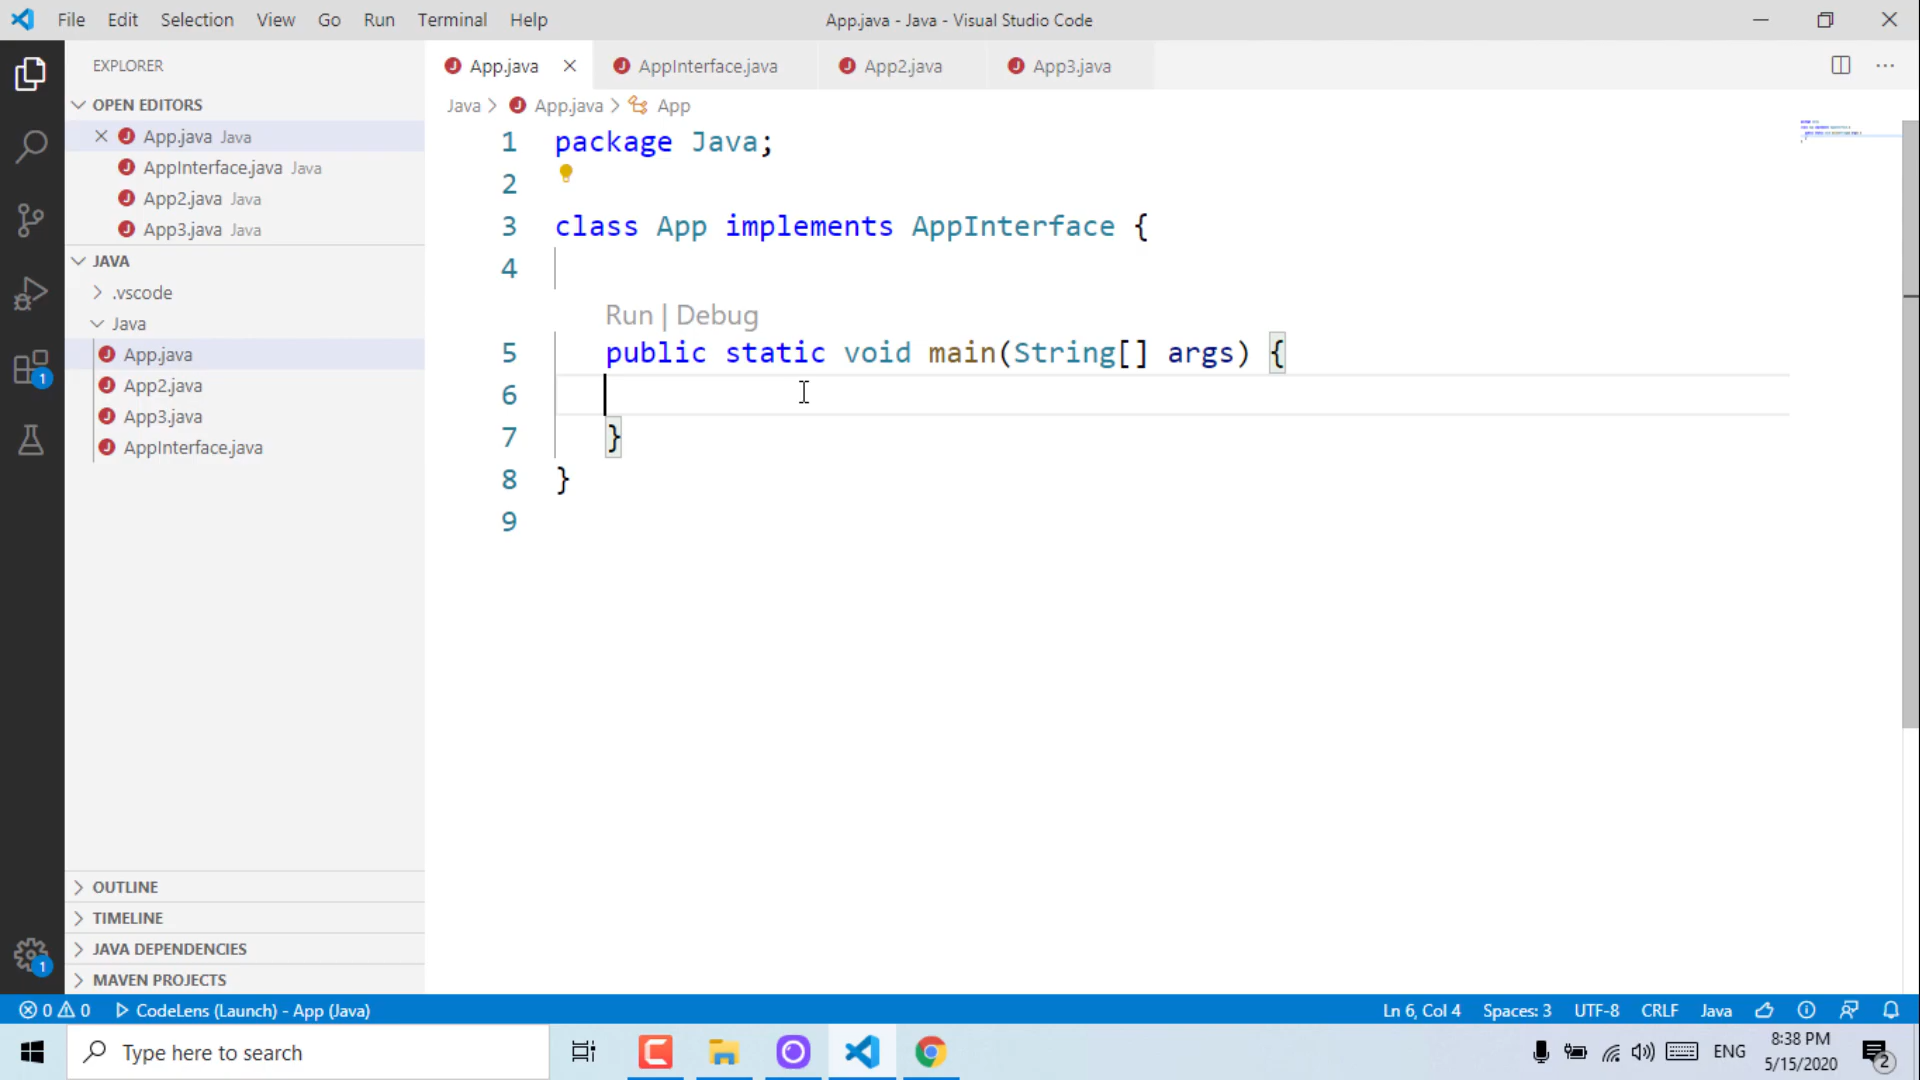 File Edit Selection View Go Run Terminal Help
App.java - Java - Visual Studio Code
EXPLORER
OPEN EDITORS
App.java Java
AppInterface.java Java
App2.java Java
App3.java Java
JAVA
.vscode
Java
App.java
App2.java
App3.java
AppInterface.java
OUTLINE
TIMELINE
JAVA DEPENDENCIES
MAVEN PROJECTS
1
1
App.java AppInterface.java App2.java App3.java
Java > App.java > App
1 package Java;
2
3 class App implements AppInterface {
4
Run | Debug
5 public static void main(String[] args) {
6
7 }
8 }
9
0 0 CodeLens (Launch) - App (Java)
Ln 6, Col 4 Spaces: 3 UTF-8 CRLF Java
Type here to search
ENG
8:38 PM
5/15/2020
2